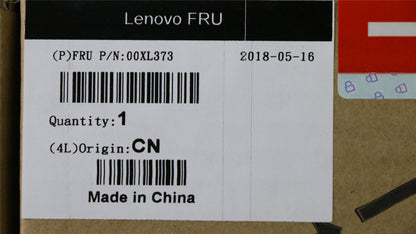 Lenovo FRU
(P)FRU P/N:00XL373 2018-05-16
Quantity:1
(4L)Origin:CN
Made in China